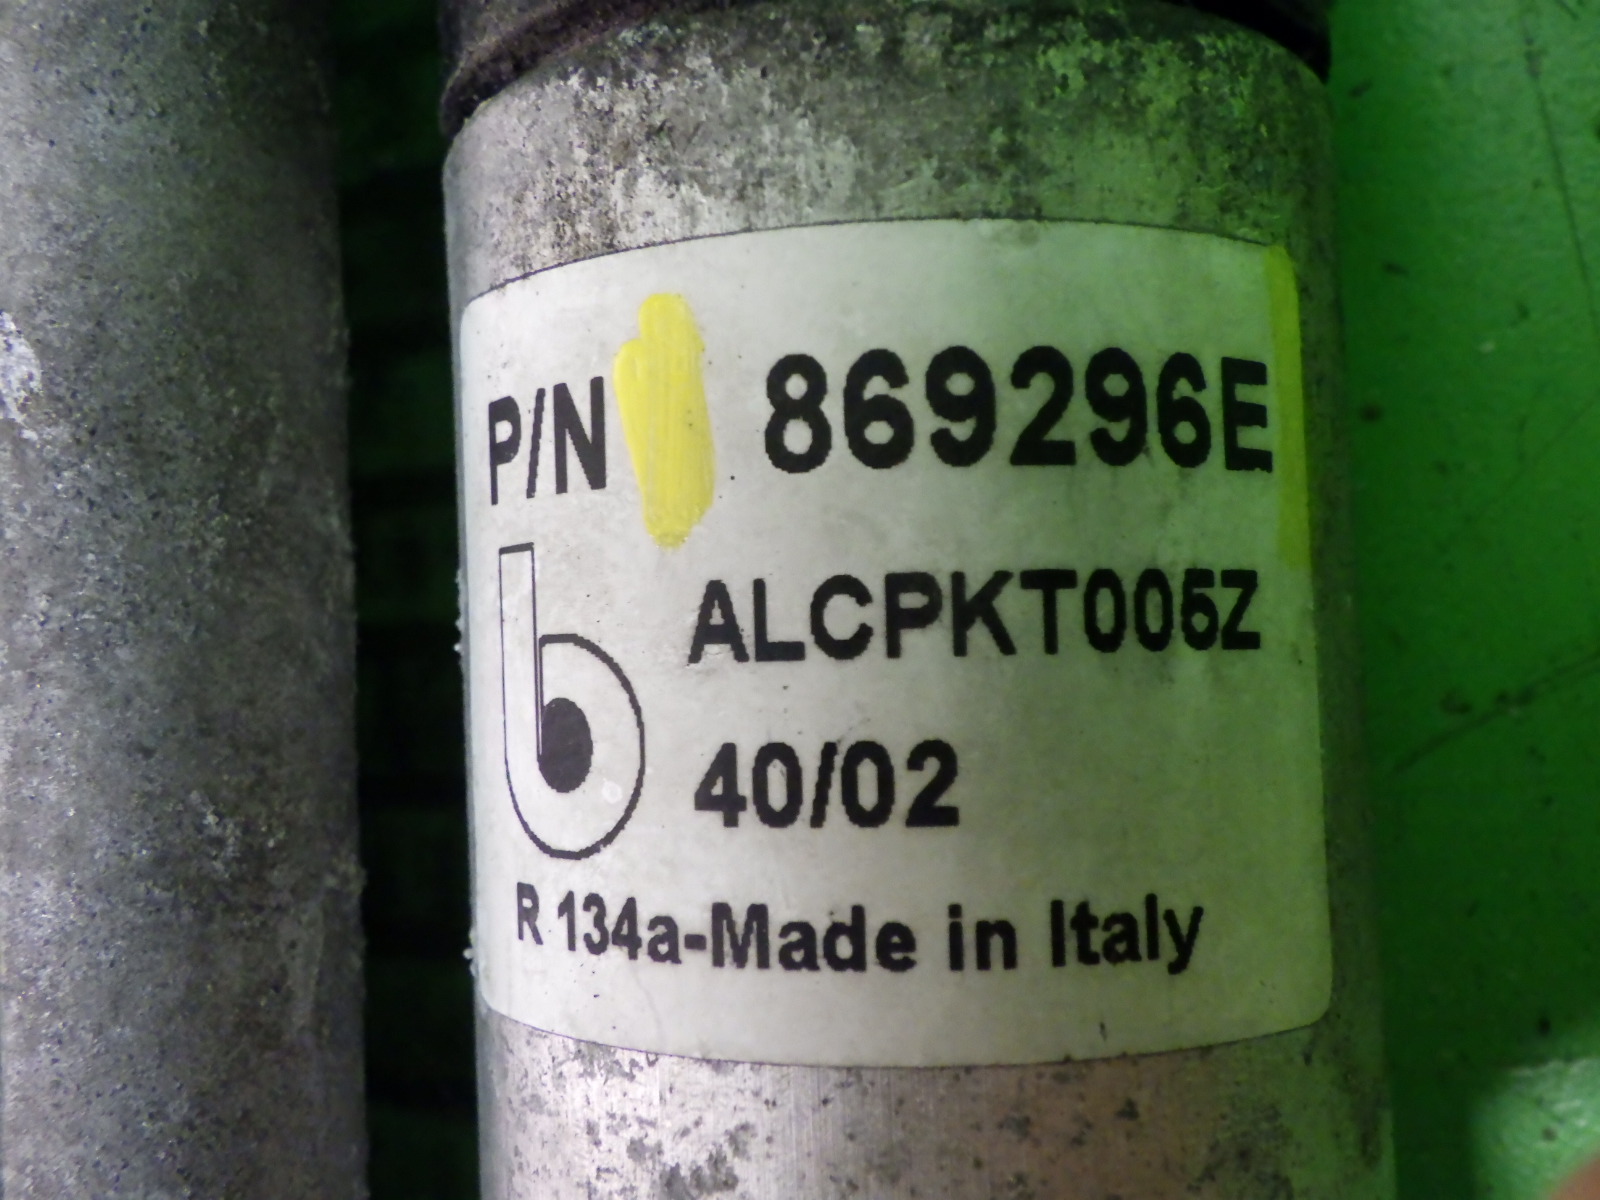 P/N 869296E
b ALCPKT005Z
40/02
R 134a-Made in Italy